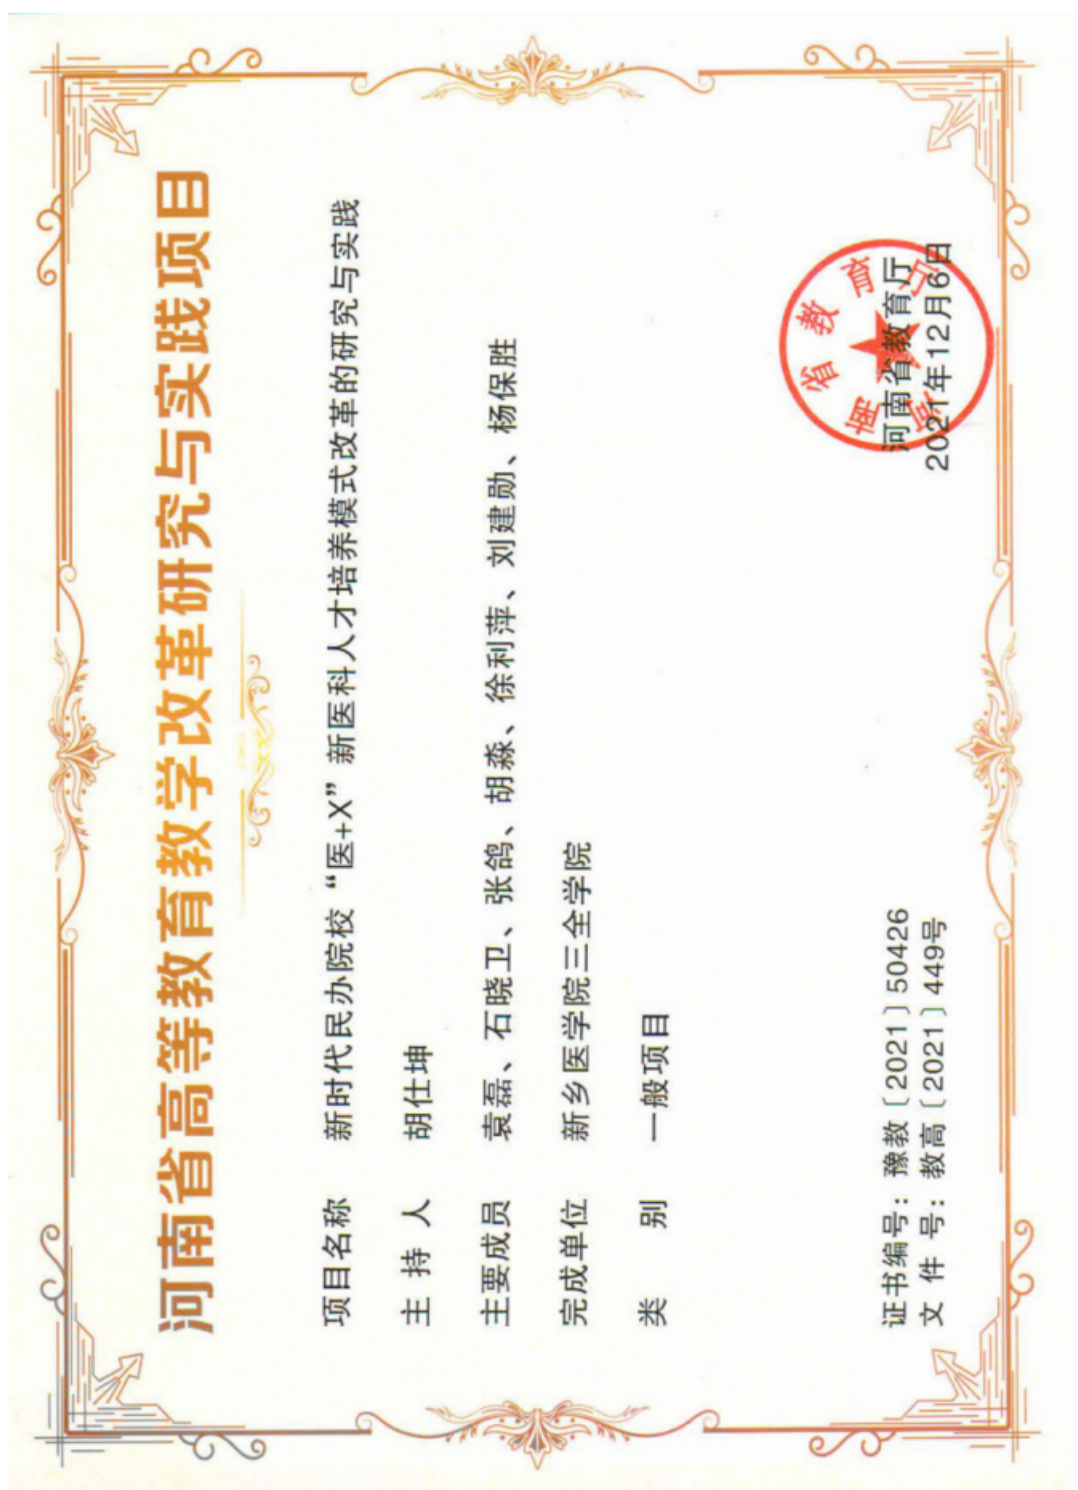 河南省高等教育教学改革研究与实践项目
项目名称 新时代民办院校“医+X”新医科人才培养模式改革的研究与实践
主 持 人 胡仕坤
主要成员 袁磊、石晓卫、张鸽、胡淼、徐利萍、刘建勋、杨保胜
完成单位 新乡医学院三全学院
类 别 一般项目
河南省教育厅
河南省教育厅
2021年12月6日
证书编号：豫教〔2021〕50426
文 件 号：教高〔2021〕449号